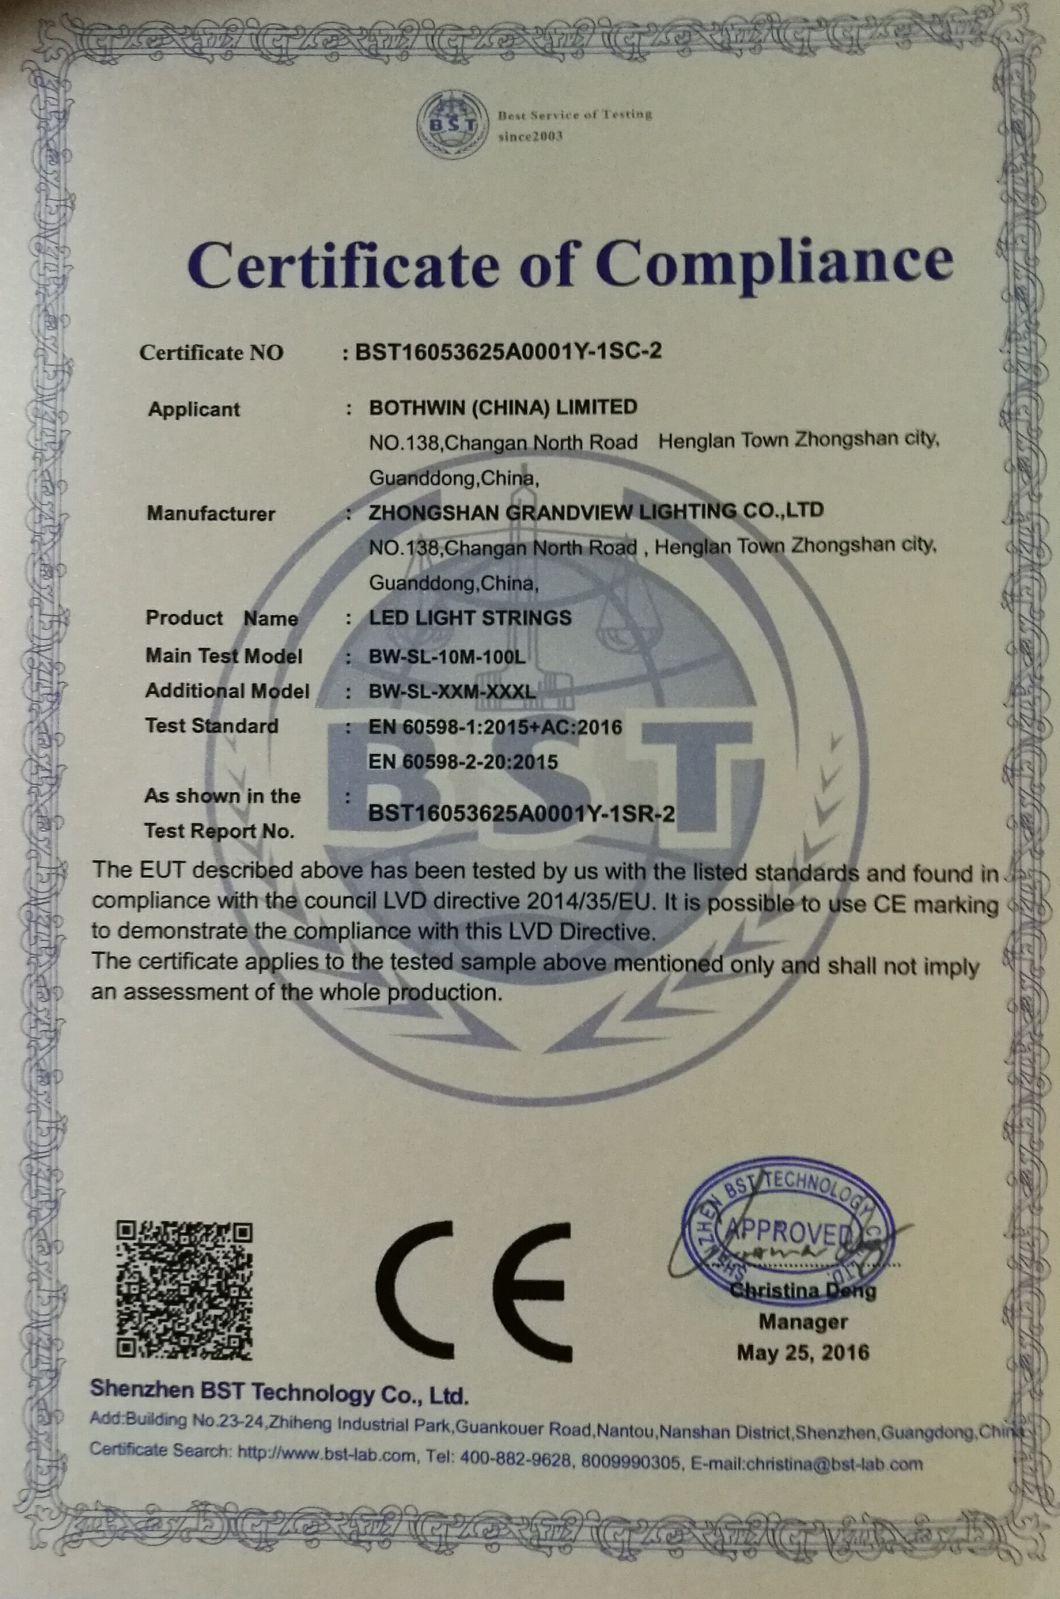 BST Best Service of Testing
since2003
Certificate of Compliance
Certificate NO : BST16053625A0001Y-1SC-2
Applicant : BOTHWIN (CHINA) LIMITED
NO.138,Changan North Road Henglan Town Zhongshan city,
Guanddong,China,
Manufacturer : ZHONGSHAN GRANDVIEW LIGHTING CO.,LTD
NO.138,Changan North Road , Henglan Town Zhongshan city,
Guanddong,China,
Product Name : LED LIGHT STRINGS
Main Test Model : BW-SL-10M-100L
Additional Model : BW-SL-XXM-XXXL
Test Standard : EN 60598-1:2015+AC:2016
EN 60598-2-20:2015
As shown in the :
Test Report No. BST16053625A0001Y-1SR-2
BST
The EUT described above has been tested by us with the listed standards and found in
compliance with the council LVD directive 2014/35/EU. It is possible to use CE marking
to demonstrate the compliance with this LVD Directive.
The certificate applies to the tested sample above mentioned only and shall not imply
an assessment of the whole production.
CE
SHENZHEN BST TECHNOLOGY CO., LTD.
APPROVED
Christina Deng
Manager
May 25, 2016
Shenzhen BST Technology Co., Ltd.
Add:Building No.23-24,Zhiheng Industrial Park,Guankouer Road,Nantou,Nanshan District,Shenzhen,Guangdong,China
Certificate Search: http://www.bst-lab.com, Tel: 400-882-9628, 8009990305, E-mail:christina@bst-lab.com